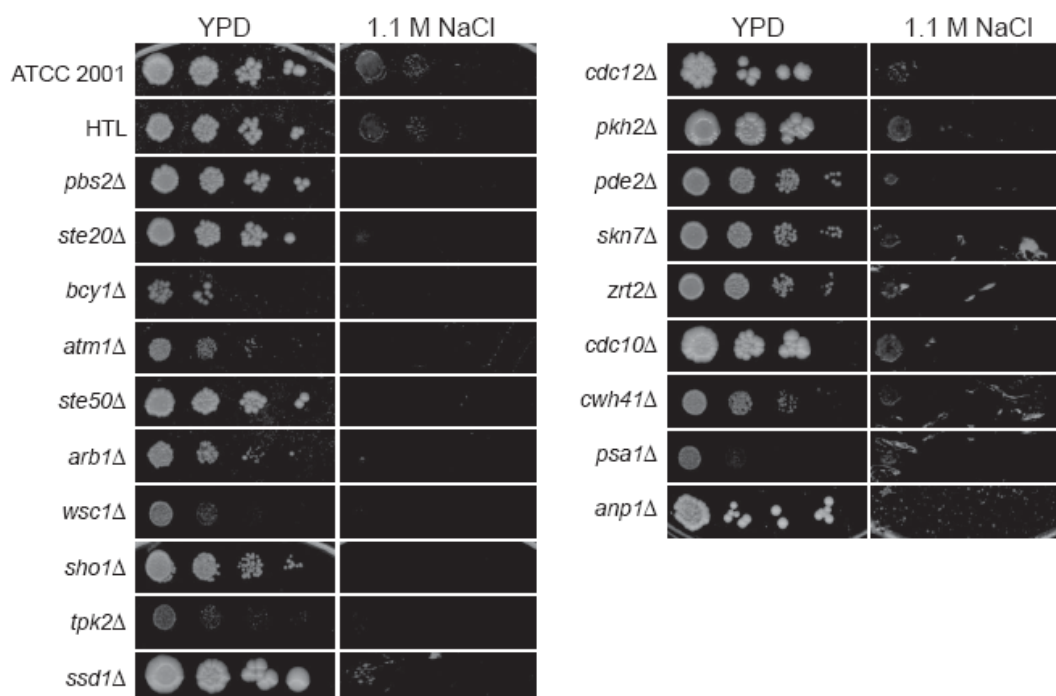 YPD 1.1 M NaCl
ATCC 2001
HTL
pbs2Δ
ste20Δ
bcy1Δ
atm1Δ
ste50Δ
arb1Δ
wsc1Δ
sho1Δ
tpk2Δ
ssd1Δ
YPD 1.1 M NaCl
cdc12Δ
pkh2Δ
pde2Δ
skn7Δ
zrt2Δ
cdc10Δ
cwh41Δ
psa1Δ
anp1Δ